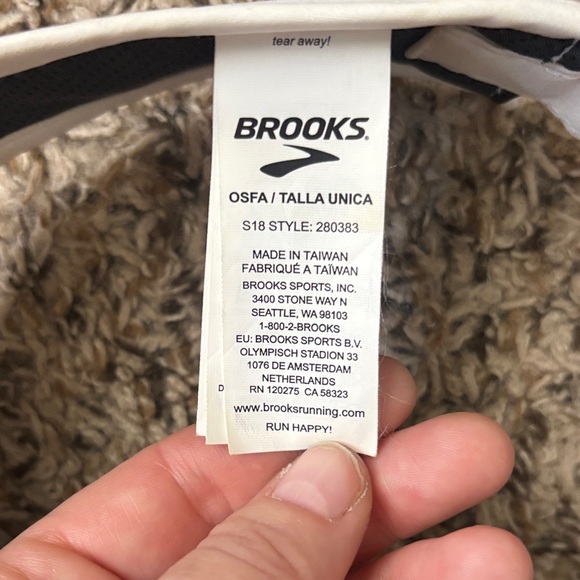 tear away!
BROOKS®
OSFA / TALLA UNICA
S18 STYLE: 280383
MADE IN TAIWAN
FABRIQUÉ A TAÏWAN
BROOKS SPORTS, INC.
3400 STONE WAY N
SEATTLE, WA 98103
1-800-2-BROOKS
EU: BROOKS SPORTS B.V.
OLYMPISCH STADION 33
1076 DE AMSTERDAM
NETHERLANDS
RN 120275 CA 58323
D
www.brooksrunning.com
RUN HAPPY!